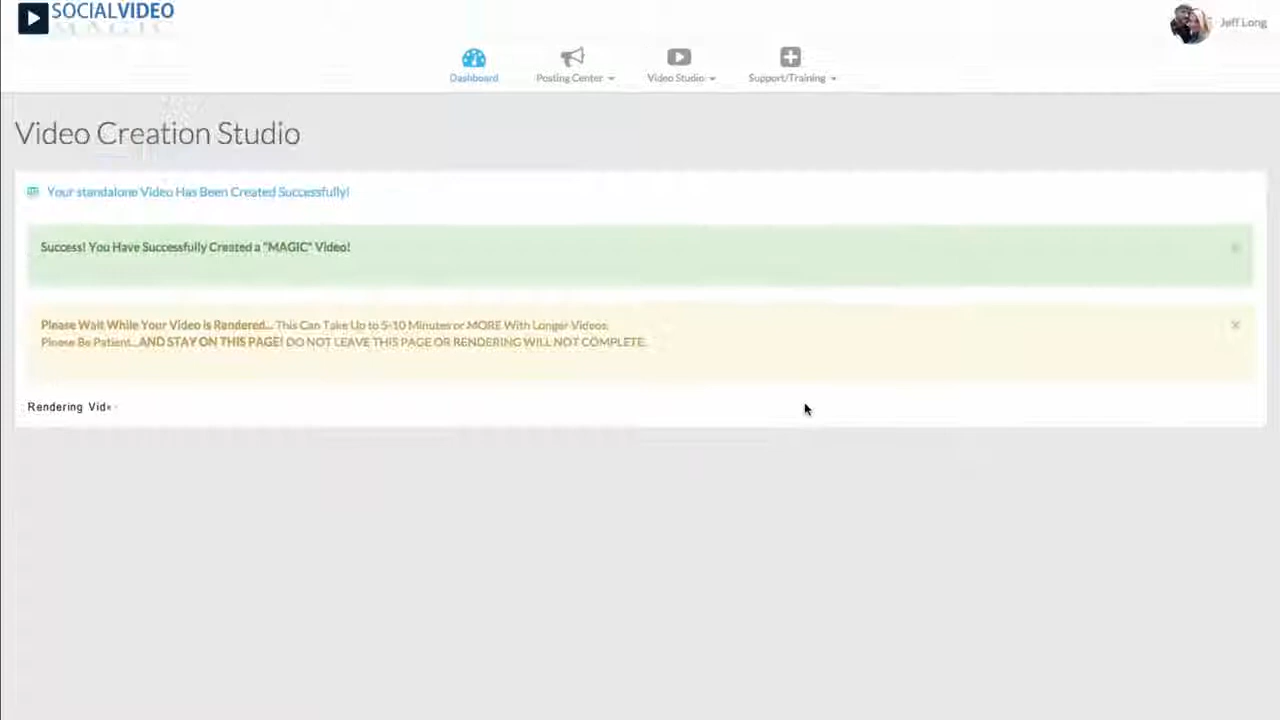 SOCIALVIDEO
MAGIC
Jeff Long
Dashboard
Posting Center
Video Studio
Support/Training
Video Creation Studio
Your standalone Video Has Been Created Successfully!
Success! You Have Successfully Created a "MAGIC" Video!
Please Wait While Your Video is Rendered... This Can Take Up to 5-10 Minutes or MORE With Longer Videos.
Please Be Patient...AND STAY ON THIS PAGE! DO NOT LEAVE THIS PAGE OR RENDERING WILL NOT COMPLETE.
Rendering Vide